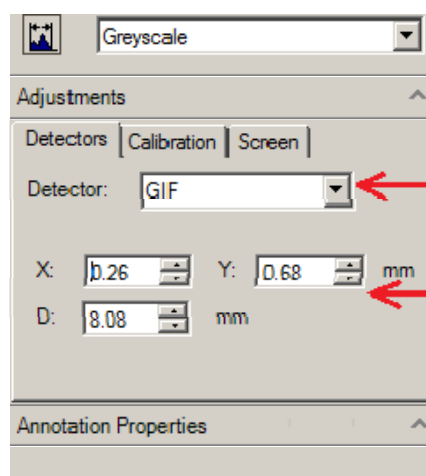 Greyscale
Adjustments
Detectors Calibration Screen
Detector: GIF
X: 0.26 Y: 0.68 mm
D: 8.08 mm
Annotation Properties